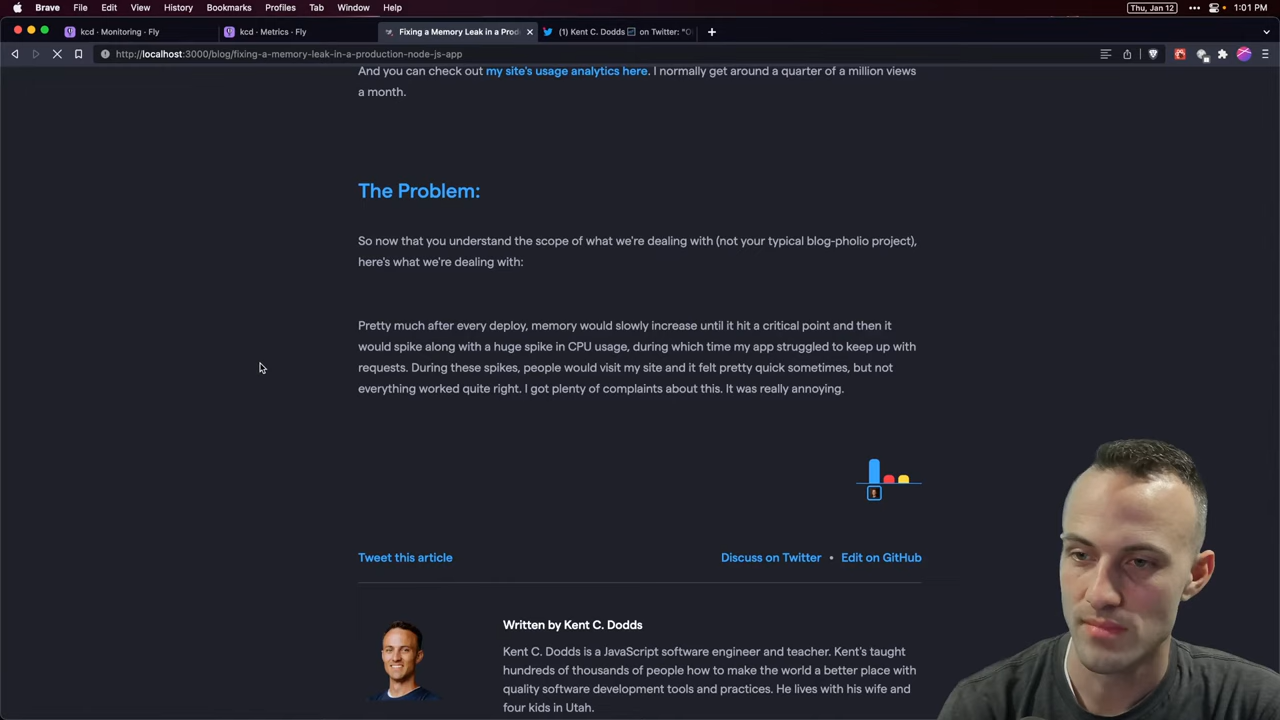 Brave File Edit View History Bookmarks Profiles Tab Window Help Thu, Jan 12 1:01 PM
kcd · Monitoring · Fly kcd · Metrics · Fly Fixing a Memory Leak in a Prod (1) Kent C. Dodds on Twitter: "
http://localhost:3000/blog/fixing-a-memory-leak-in-a-production-node-js-app
And you can check out my site's usage analytics here. I normally get around a quarter of a million views
a month.
The Problem:
So now that you understand the scope of what we're dealing with (not your typical blog-pholio project),
here's what we're dealing with:
Pretty much after every deploy, memory would slowly increase until it hit a critical point and then it
would spike along with a huge spike in CPU usage, during which time my app struggled to keep up with
requests. During these spikes, people would visit my site and it felt pretty quick sometimes, but not
everything worked quite right. I got plenty of complaints about this. It was really annoying.
Tweet this article Discuss on Twitter • Edit on GitHub
Written by Kent C. Dodds
Kent C. Dodds is a JavaScript software engineer and teacher. Kent's taught
hundreds of thousands of people how to make the world a better place with
quality software development tools and practices. He lives with his wife and
four kids in Utah.